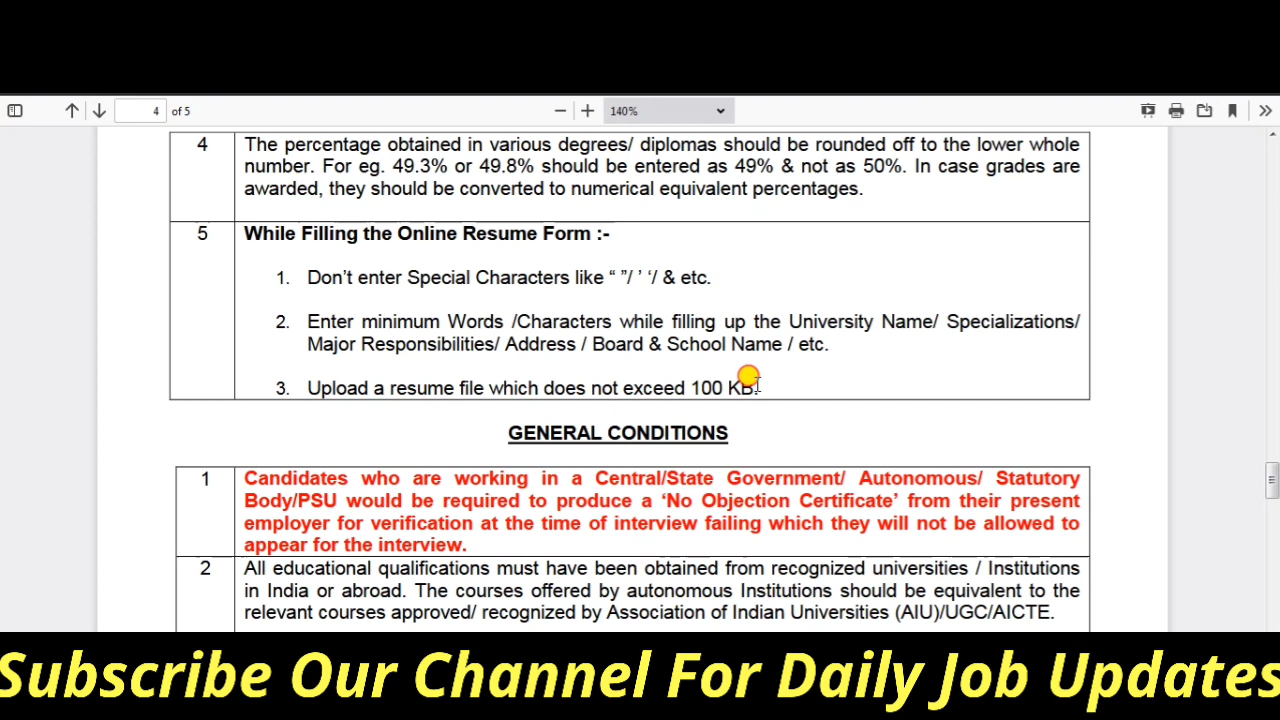 4 of 5 140%
4 The percentage obtained in various degrees/ diplomas should be rounded off to the lower whole
number. For eg. 49.3% or 49.8% should be entered as 49% & not as 50%. In case grades are
awarded, they should be converted to numerical equivalent percentages.
5 While Filling the Online Resume Form :-
1. Don’t enter Special Characters like “ ”/ ’ ‘/ & etc.
2. Enter minimum Words /Characters while filling up the University Name/ Specializations/
Major Responsibilities/ Address / Board & School Name / etc.
3. Upload a resume file which does not exceed 100 KB.
GENERAL CONDITIONS
1 Candidates who are working in a Central/State Government/ Autonomous/ Statutory
Body/PSU would be required to produce a ‘No Objection Certificate’ from their present
employer for verification at the time of interview failing which they will not be allowed to
appear for the interview.
2 All educational qualifications must have been obtained from recognized universities / Institutions
in India or abroad. The courses offered by autonomous Institutions should be equivalent to the
relevant courses approved/ recognized by Association of Indian Universities (AIU)/UGC/AICTE.
Subscribe Our Channel For Daily Job Updates